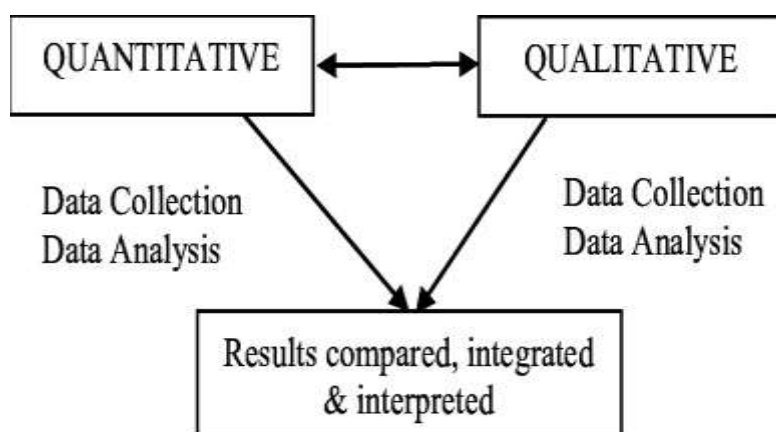 QUANTITATIVE
QUALITATIVE
Data Collection
Data Analysis
Data Collection
Data Analysis
Results compared, integrated
& interpreted